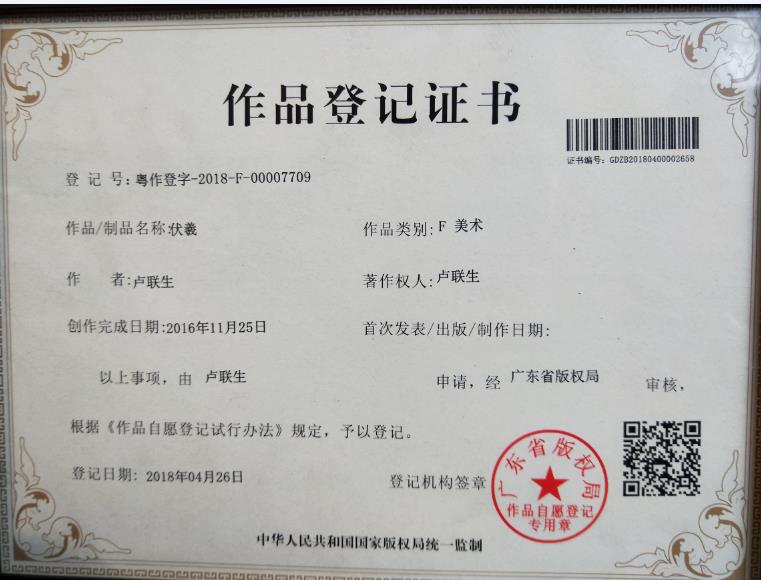 作品登记证书
证书编号：GDZB20180400002658
登 记 号：粤作登字-2018-F-00007709
作品/制品名称：伏羲
作品类别：F 美术
作 者：卢联生
著作权人：卢联生
创作完成日期：2016年11月25日
首次发表/出版/制作日期：
以上事项，由 卢联生 申请，经 广东省版权局 审核，
根据《作品自愿登记试行办法》规定，予以登记。
登记日期：2018年04月26日
登记机构签章
广东省版权局
作品自愿登记
专用章
中华人民共和国国家版权局统一监制